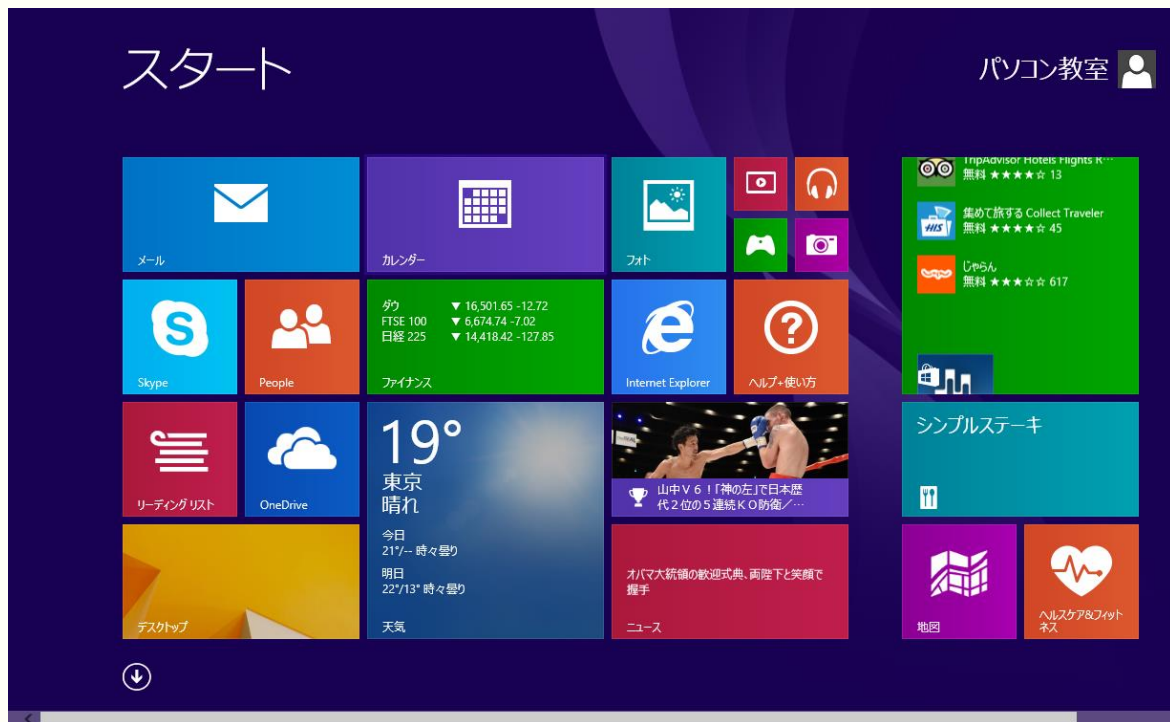 スタート
パソコン教室
メール
カレンダー
フォト
Skype
People
ダウ ▼ 16,501.65 -12.72
FTSE 100 ▼ 6,674.74 -7.02
日経 225 ▼ 14,418.42 -127.85
ファイナンス
Internet Explorer
ヘルプ+使い方
リーディング リスト
OneDrive
19°
東京
晴れ
今日
21°/-- 時々曇り
明日
22°/13° 時々曇り
天気
山中V6!「神の左」で日本歴
代2位の5連続KO防衛/…
オバマ大統領の歓迎式典、両陛下と笑顔で
握手
ニュース
デスクトップ
TripAdvisor Hotels Flights R…
無料 ★★★★☆ 13
集めて旅する Collect Traveler
無料 ★★★★☆ 45
じゃらん
無料 ★★★☆☆ 617
HIS
シンプルステーキ
地図
ヘルスケア&フィット
ネス